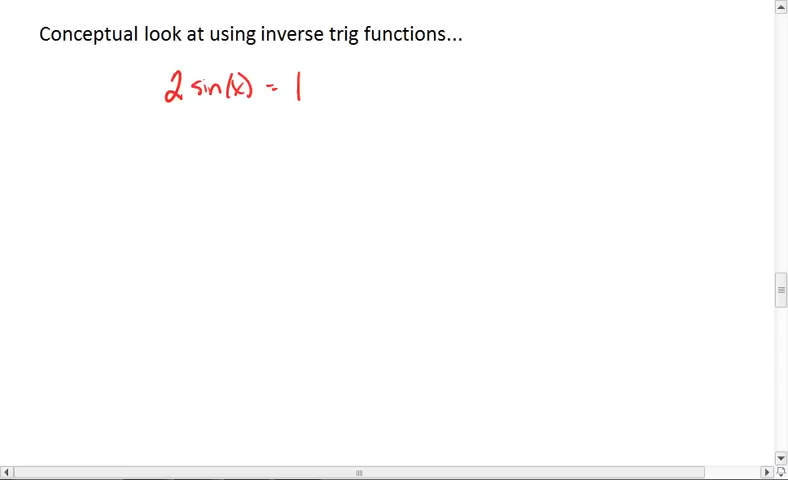 Conceptual look at using inverse trig functions...
2 sin(x) = 1